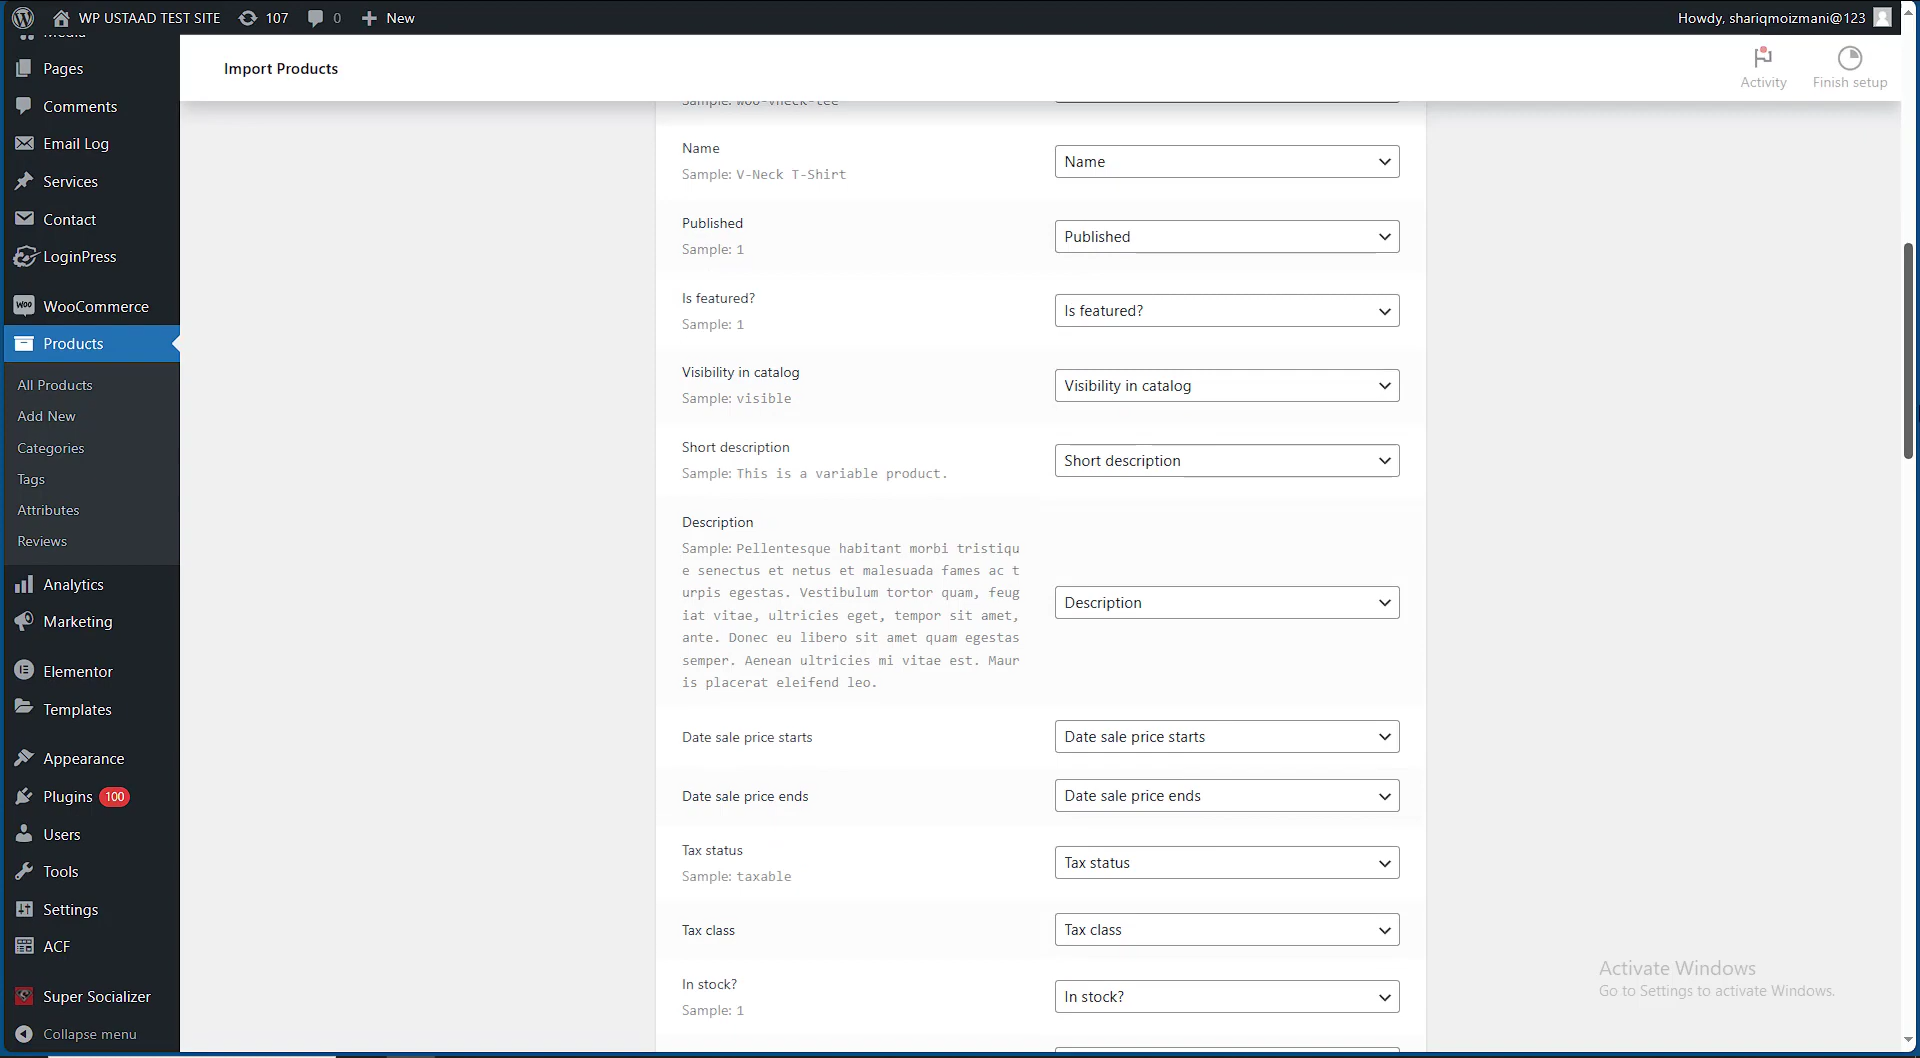 WP USTAAD TEST SITE 107 0 New Howdy, shariqmoizmani@123
Media
Pages
Comments
Email Log
Services
Contact
LoginPress
WooCommerce
Products
All Products
Add New
Categories
Tags
Attributes
Reviews
Analytics
Marketing
Elementor
Templates
Appearance
Plugins 100
Users
Tools
Settings
ACF
Super Socializer
Collapse menu
Import Products
Activity
Finish setup
Sample: woo-vneck-tee
Name
Sample: V-Neck T-Shirt
Name
Published
Sample: 1
Published
Is featured?
Sample: 1
Is featured?
Visibility in catalog
Sample: visible
Visibility in catalog
Short description
Sample: This is a variable product.
Short description
Description
Sample: Pellentesque habitant morbi tristiqu
e senectus et netus et malesuada fames ac t
urpis egestas. Vestibulum tortor quam, feug
iat vitae, ultricies eget, tempor sit amet,
ante. Donec eu libero sit amet quam egestas
semper. Aenean ultricies mi vitae est. Maur
is placerat eleifend leo.
Description
Date sale price starts
Date sale price starts
Date sale price ends
Date sale price ends
Tax status
Sample: taxable
Tax status
Tax class
Tax class
In stock?
Sample: 1
In stock?
Activate Windows
Go to Settings to activate Windows.